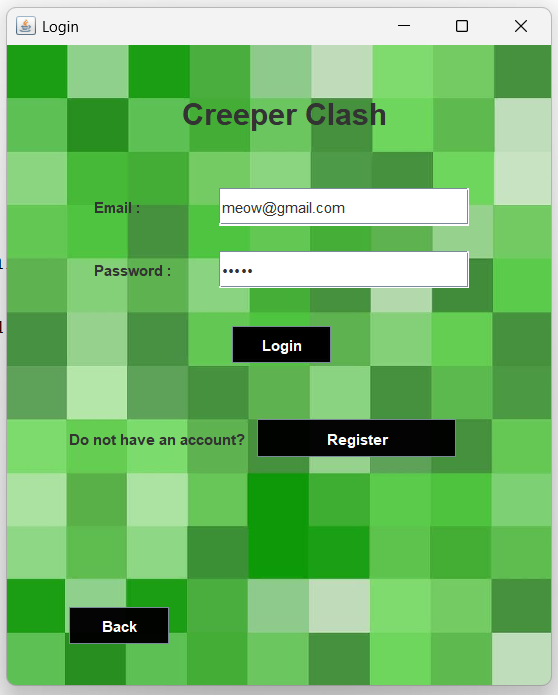 Login
Creeper Clash
Email : meow@gmail.com
Password : •••••
Login
Do not have an account? Register
Back